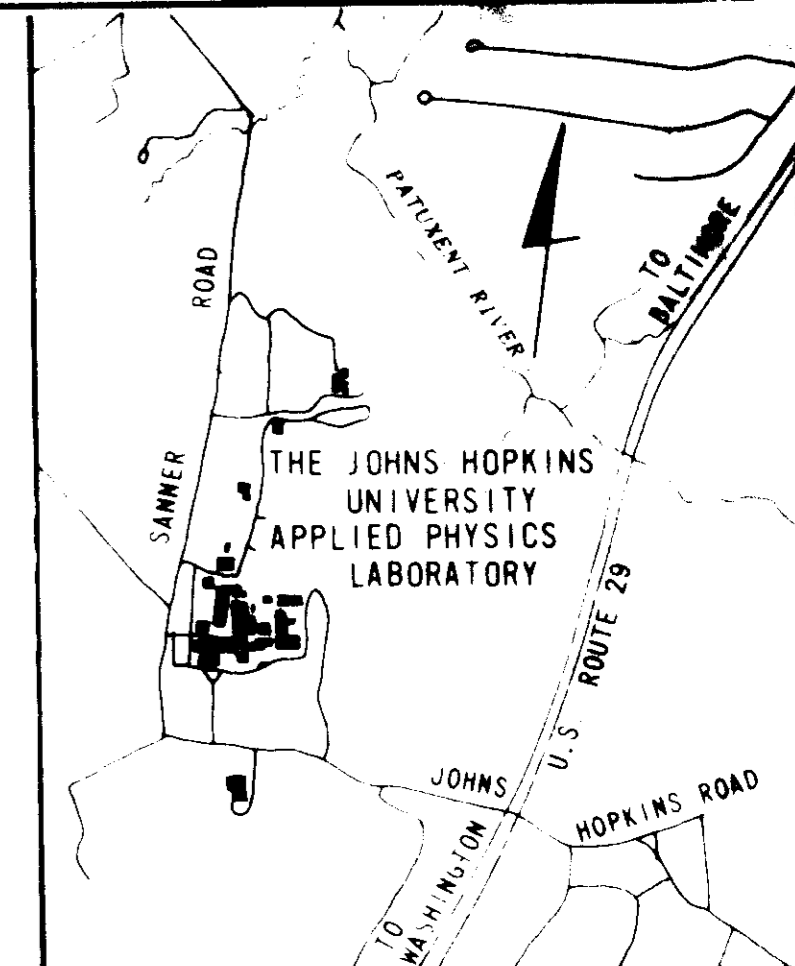 PATUXENT RIVER
TO
BALTIMORE
ROAD
SANNER
THE JOHNS HOPKINS
UNIVERSITY
APPLIED PHYSICS
LABORATORY
U.S. ROUTE 29
JOHNS
HOPKINS ROAD
TO
WASHINGTON